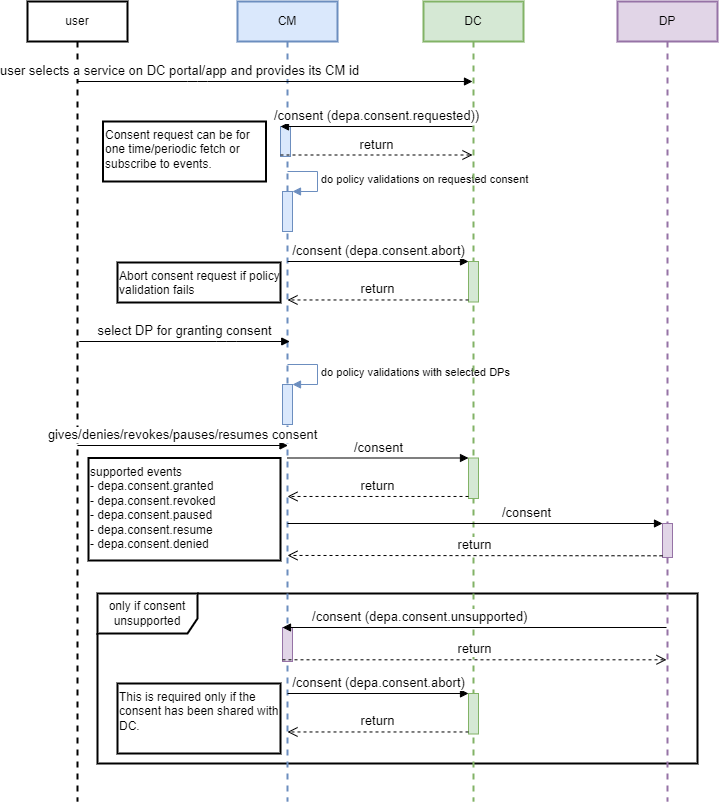 user
CM
DC
DP
user selects a service on DC portal/app and provides its CM id
/consent (depa.consent.requested))
Consent request can be for
one time/periodic fetch or
subscribe to events.
return
do policy validations on requested consent
/consent (depa.consent.abort)
Abort consent request if policy
validation fails
return
select DP for granting consent
do policy validations with selected DPs
gives/denies/revokes/pauses/resumes consent
/consent
supported events
- depa.consent.granted
- depa.consent.revoked
- depa.consent.paused
- depa.consent.resume
- depa.consent.denied
return
/consent
return
only if consent
unsupported
/consent (depa.consent.unsupported)
return
/consent (depa.consent.abort)
This is required only if the
consent has been shared with
DC.
return